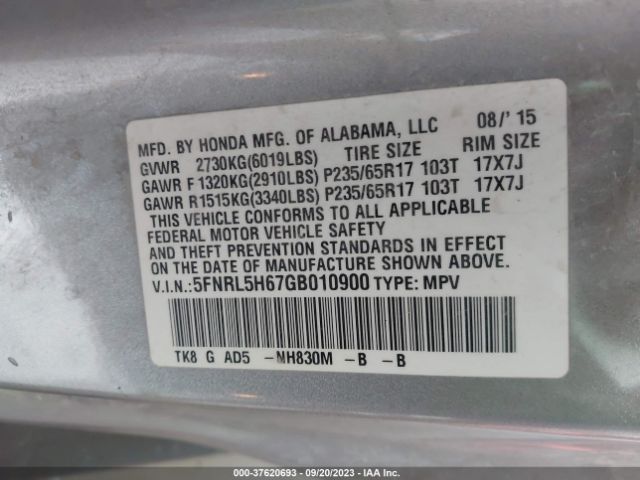 MFD. BY HONDA MFG. OF ALABAMA, LLC 08/' 15
GVWR 2730KG(6019LBS) TIRE SIZE RIM SIZE
GAWR F 1320KG(2910LBS) P235/65R17 103T 17X7J
GAWR R1515KG(3340LBS) P235/65R17 103T 17X7J
THIS VEHICLE CONFORMS TO ALL APPLICABLE
FEDERAL MOTOR VEHICLE SAFETY
AND THEFT PREVENTION STANDARDS IN EFFECT
ON THE DATE OF MANUFACTURE SHOWN ABOVE.
V.I.N.:5FNRL5H67GB010900 TYPE: MPV
TK8 G AD5 -NH830M -B -B
000-37620693 - 09/20/2023 - IAA Inc.